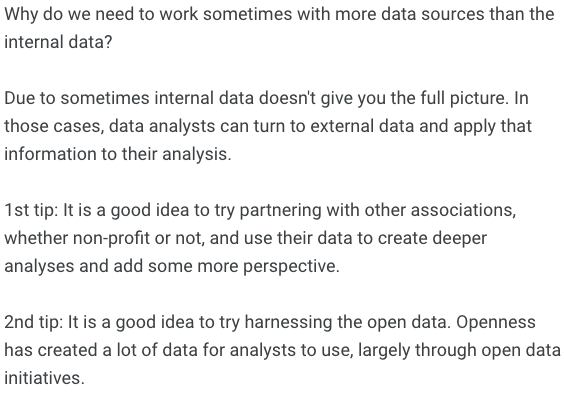 Why do we need to work sometimes with more data sources than the
internal data?
Due to sometimes internal data doesn't give you the full picture. In
those cases, data analysts can turn to external data and apply that
information to their analysis.
1st tip: It is a good idea to try partnering with other associations,
whether non-profit or not, and use their data to create deeper
analyses and add some more perspective.
2nd tip: It is a good idea to try harnessing the open data. Openness
has created a lot of data for analysts to use, largely through open data
initiatives.